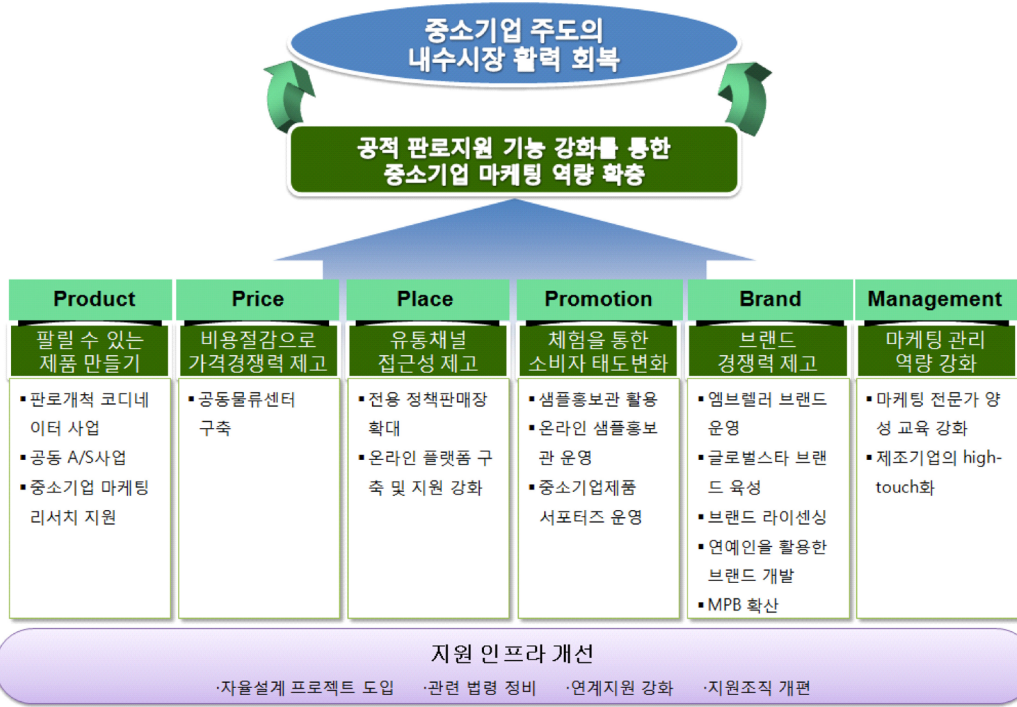 중소기업 주도의
내수시장 활력 회복
공적 판로지원 기능 강화를 통한
중소기업 마케팅 역량 확충
Product
팔릴 수 있는
제품 만들기
▪판로개척 코디네
이터 사업
▪공동 A/S사업
▪중소기업 마케팅
리서치 지원
Price
비용절감으로
가격경쟁력 제고
▪공동물류센터
구축
Place
유통채널
접근성 제고
▪전용 정책판매장
확대
▪온라인 플랫폼 구
축 및 지원 강화
Promotion
체험을 통한
소비자 태도변화
▪샘플홍보관 활용
▪온라인 샘플홍보
관 운영
▪중소기업제품
서포터즈 운영
Brand
브랜드
경쟁력 제고
▪엠브렐러 브랜드
운영
▪글로벌스타 브랜
드 육성
▪브랜드 라이센싱
▪연예인을 활용한
브랜드 개발
▪MPB 확산
Management
마케팅 관리
역량 강화
▪마케팅 전문가 양
성 교육 강화
▪제조기업의 high-
touch화
지원 인프라 개선
·자율설계 프로젝트 도입 ·관련 법령 정비 ·연계지원 강화 ·지원조직 개편